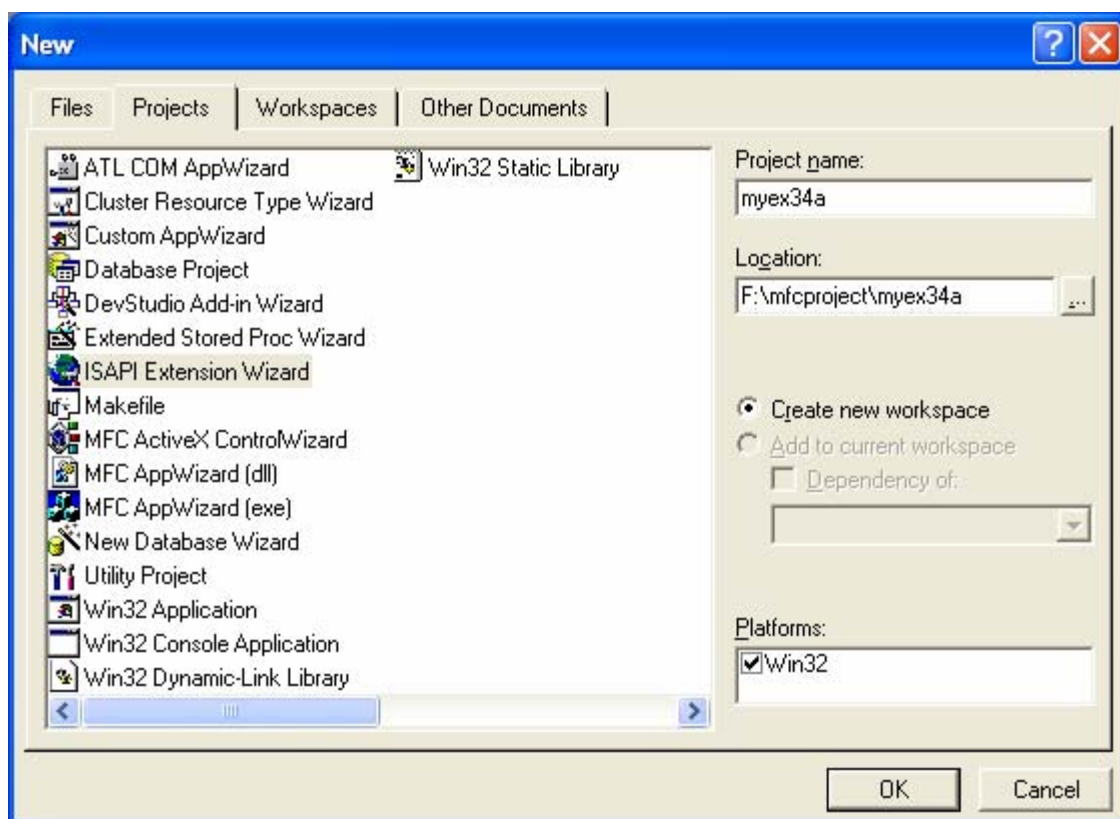 New
Files
Projects
Workspaces
Other Documents
ATL COM AppWizard
Cluster Resource Type Wizard
Custom AppWizard
Database Project
DevStudio Add-in Wizard
Extended Stored Proc Wizard
ISAPI Extension Wizard
Makefile
MFC ActiveX ControlWizard
MFC AppWizard (dll)
MFC AppWizard (exe)
New Database Wizard
Utility Project
Win32 Application
Win32 Console Application
Win32 Dynamic-Link Library
Win32 Static Library
Project name:
myex34a
Location:
F:\mfcproject\myex34a
...
Create new workspace
Add to current workspace
Dependency of:
Platforms:
Win32
OK
Cancel